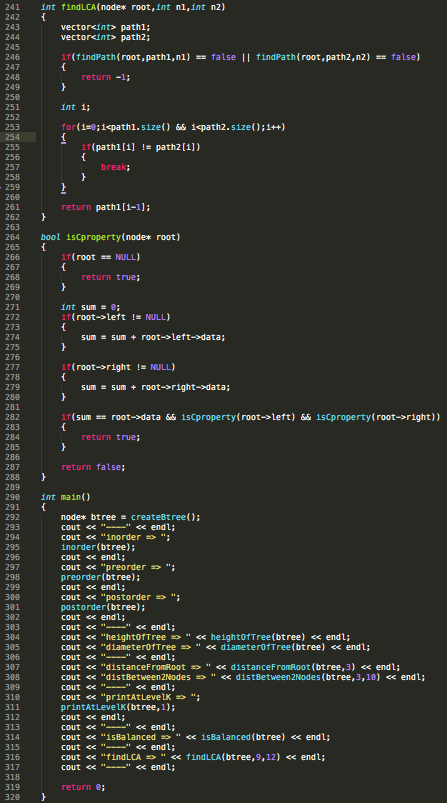 241 int findLCA(node* root,int n1,int n2)
242 {
243 vector<int> path1;
244 vector<int> path2;
245
246 if(findPath(root,path1,n1) == false || findPath(root,path2,n2) == false)
247 {
248 return -1;
249 }
250
251 int i;
252
253 for(i=0;i<path1.size() && i<path2.size();i++)
254 {
255 if(path1[i] != path2[i])
256 {
257 break;
258 }
259 }
260
261 return path1[i-1];
262 }
263
264 bool isCproperty(node* root)
265 {
266 if(root == NULL)
267 {
268 return true;
269 }
270
271 int sum = 0;
272 if(root->left != NULL)
273 {
274 sum = sum + root->left->data;
275 }
276
277 if(root->right != NULL)
278 {
279 sum = sum + root->right->data;
280 }
281
282 if(sum == root->data && isCproperty(root->left) && isCproperty(root->right))
283 {
284 return true;
285 }
286
287 return false;
288 }
289
290 int main()
291 {
292 node* btree = createBtree();
293 cout << "----" << endl;
294 cout << "inorder => ";
295 inorder(btree);
296 cout << endl;
297 cout << "preorder => ";
298 preorder(btree);
299 cout << endl;
300 cout << "postorder => ";
301 postorder(btree);
302 cout << endl;
303 cout << "----" << endl;
304 cout << "heightOfTree => " << heightOfTree(btree) << endl;
305 cout << "diameterOfTree => " << diameterOfTree(btree) << endl;
306 cout << "----" << endl;
307 cout << "distanceFromRoot => " << distanceFromRoot(btree,3) << endl;
308 cout << "distBetween2Nodes => " << distBetween2Nodes(btree,3,10) << endl;
309 cout << "----" << endl;
310 cout << "printAtLevelK => ";
311 printAtLevelK(btree,1);
312 cout << endl;
313 cout << "----" << endl;
314 cout << "isBalanced => " << isBalanced(btree) << endl;
315 cout << "----" << endl;
316 cout << "findLCA => " << findLCA(btree,9,12) << endl;
317 cout << "----" << endl;
318
319 return 0;
320 }